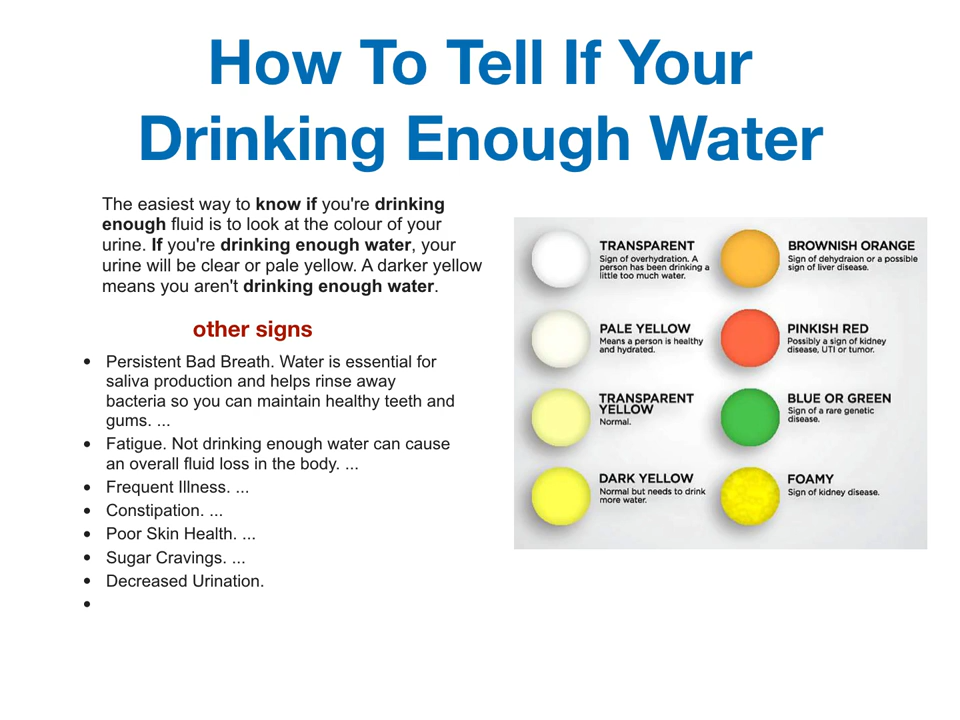 How To Tell If Your
Drinking Enough Water
The easiest way to know if you're drinking
enough fluid is to look at the colour of your
urine. If you're drinking enough water, your
urine will be clear or pale yellow. A darker yellow
means you aren't drinking enough water.
other signs
• Persistent Bad Breath. Water is essential for
saliva production and helps rinse away
bacteria so you can maintain healthy teeth and
gums. ...
• Fatigue. Not drinking enough water can cause
an overall fluid loss in the body. ...
• Frequent Illness. ...
• Constipation. ...
• Poor Skin Health. ...
• Sugar Cravings. ...
• Decreased Urination.
•
TRANSPARENT
Sign of overhydration. A
person has been drinking a
little too much water.
PALE YELLOW
Means a person is healthy
and hydrated.
TRANSPARENT
YELLOW
Normal.
DARK YELLOW
Normal but needs to drink
more water.
BROWNISH ORANGE
Sign of dehydraion or a possible
sign of liver disease.
PINKISH RED
Possibly a sign of kidney
disease, UTI or tumor.
BLUE OR GREEN
Sign of a rare genetic
disease.
FOAMY
Sign of kidney disease.